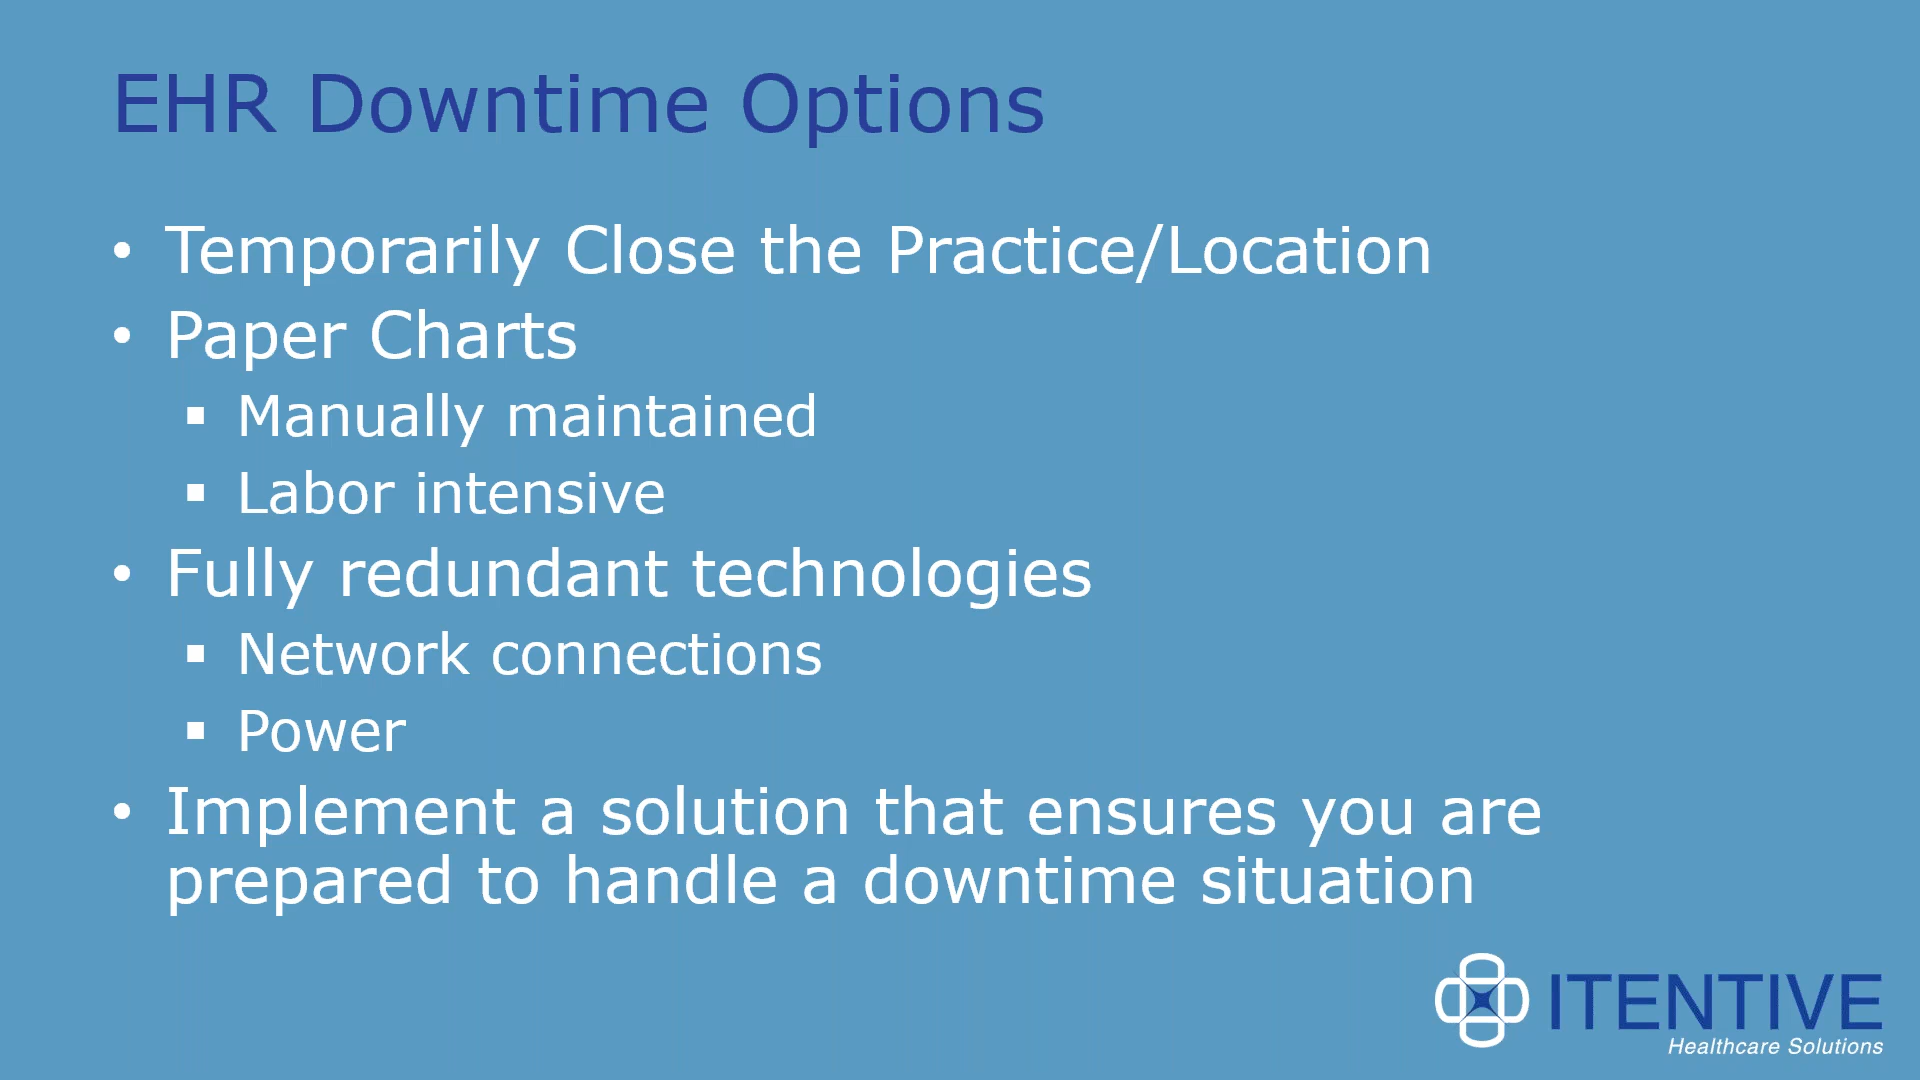 EHR Downtime Options
• Temporarily Close the Practice/Location
• Paper Charts
▪ Manually maintained
▪ Labor intensive
• Fully redundant technologies
▪ Network connections
▪ Power
• Implement a solution that ensures you are
prepared to handle a downtime situation
ITENTIVE
Healthcare Solutions